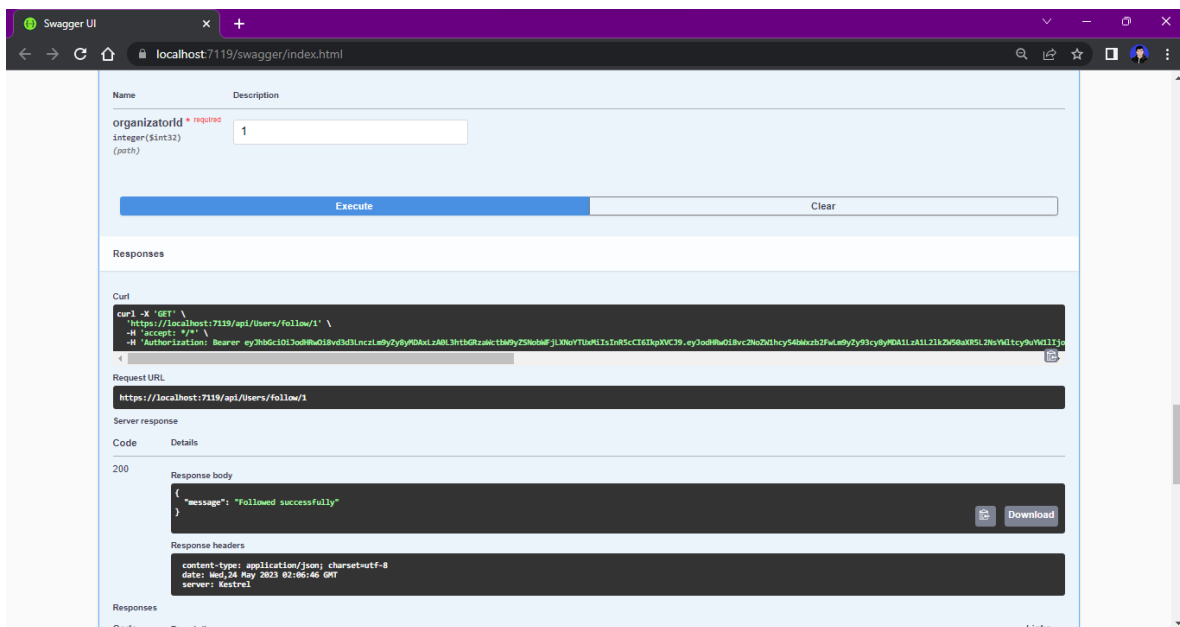 Swagger UI
localhost:7119/swagger/index.html
Name Description
organizatorId * required
integer($int32)
(path)
1
Execute Clear
Responses
Curl
curl -X 'GET' \
'https://localhost:7119/api/Users/follow/1' \
-H 'accept: */*' \
-H 'Authorization: Bearer
Request URL
https://localhost:7119/api/Users/follow/1
Server response
Code Details
200
Response body
{
"message": "Followed successfully"
}
Download
Response headers
content-type: application/json; charset=utf-8
date: Wed,24 May 2023 02:06:46 GMT
server: Kestrel
Responses